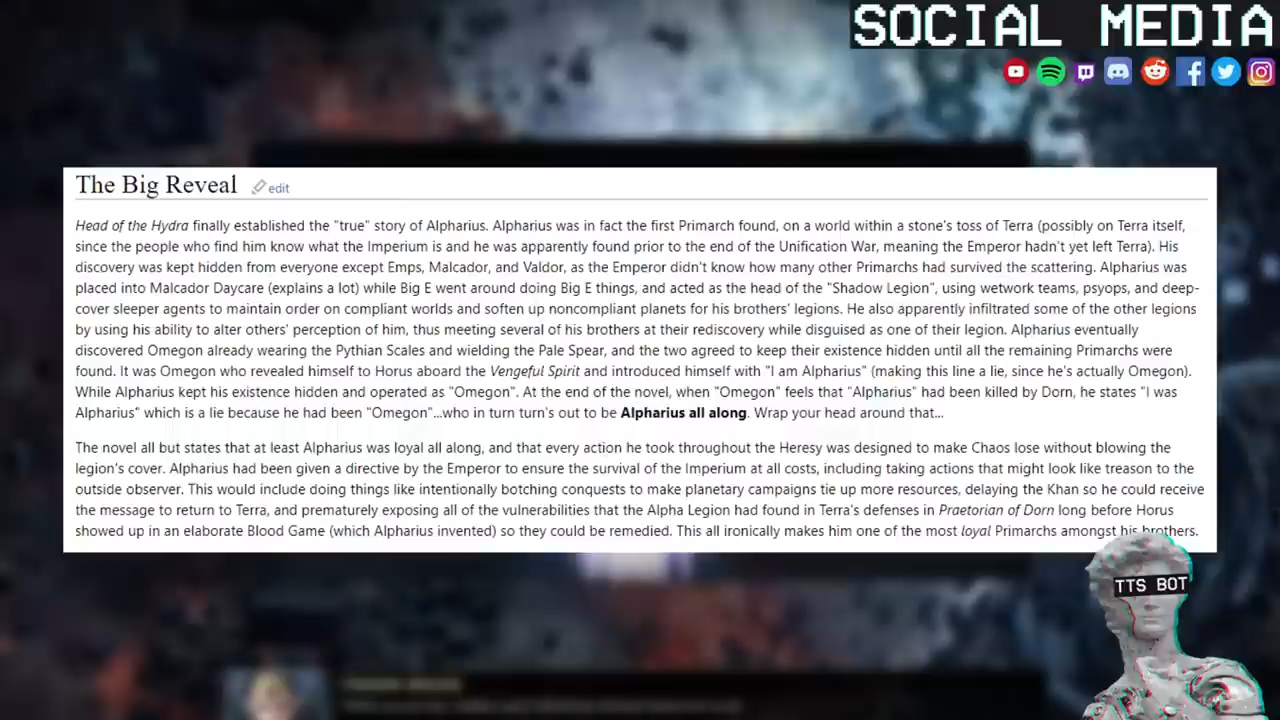 SOCIAL MEDIA
The Big Reveal edit
Head of the Hydra finally established the "true" story of Alpharius. Alpharius was in fact the first Primarch found, on a world within a stone's toss of Terra (possibly on Terra itself,
since the people who find him know what the Imperium is and he was apparently found prior to the end of the Unification War, meaning the Emperor hadn't yet left Terra). His
discovery was kept hidden from everyone except Emps, Malcador, and Valdor, as the Emperor didn't know how many other Primarchs had survived the scattering. Alpharius was
placed into Malcador Daycare (explains a lot) while Big E went around doing Big E things, and acted as the head of the "Shadow Legion", using wetwork teams, psyops, and deep-
cover sleeper agents to maintain order on compliant worlds and soften up noncompliant planets for his brothers' legions. He also apparently infiltrated some of the other legions
by using his ability to alter others' perception of him, thus meeting several of his brothers at their rediscovery while disguised as one of their legion. Alpharius eventually
discovered Omegon already wearing the Pythian Scales and wielding the Pale Spear, and the two agreed to keep their existence hidden until all the remaining Primarchs were
found. It was Omegon who revealed himself to Horus aboard the Vengeful Spirit and introduced himself with "I am Alpharius" (making this line a lie, since he's actually Omegon).
While Alpharius kept his existence hidden and operated as "Omegon". At the end of the novel, when "Omegon" feels that "Alpharius" had been killed by Dorn, he states "I was
Alpharius" which is a lie because he had been "Omegon"...who in turn turn's out to be Alpharius all along. Wrap your head around that...
The novel all but states that at least Alpharius was loyal all along, and that every action he took throughout the Heresy was designed to make Chaos lose without blowing the
legion's cover. Alpharius had been given a directive by the Emperor to ensure the survival of the Imperium at all costs, including taking actions that might look like treason to the
outside observer. This would include doing things like intentionally botching conquests to make planetary campaigns tie up more resources, delaying the Khan so he could receive
the message to return to Terra, and prematurely exposing all of the vulnerabilities that the Alpha Legion had found in Terra's defenses in Praetorian of Dorn long before Horus
showed up in an elaborate Blood Game (which Alpharius invented) so they could be remedied. This all ironically makes him one of the most loyal Primarchs amongst his brothers.
TTS BOT